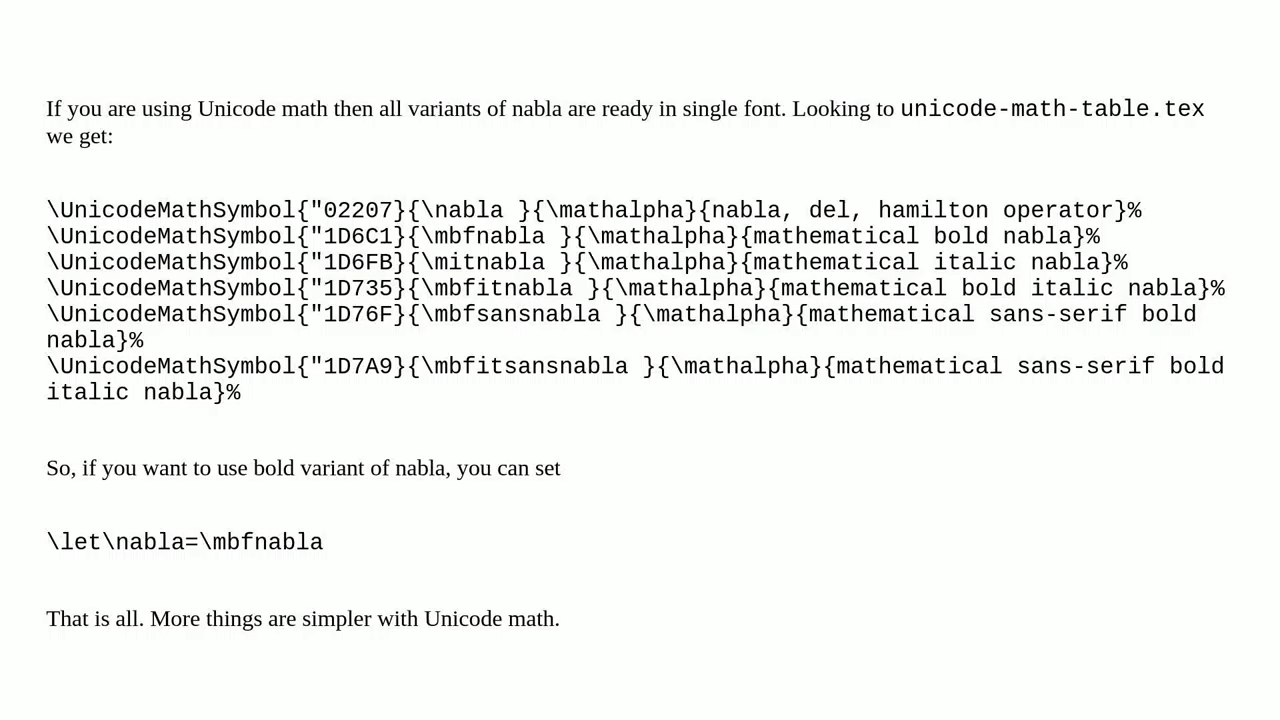 If you are using Unicode math then all variants of nabla are ready in single font. Looking to unicode-math-table.tex
we get:
\UnicodeMathSymbol{"02207}{\nabla }{\mathalpha}{nabla, del, hamilton operator}%
\UnicodeMathSymbol{"1D6C1}{\mbfnabla }{\mathalpha}{mathematical bold nabla}%
\UnicodeMathSymbol{"1D6FB}{\mitnabla }{\mathalpha}{mathematical italic nabla}%
\UnicodeMathSymbol{"1D735}{\mbfitnabla }{\mathalpha}{mathematical bold italic nabla}%
\UnicodeMathSymbol{"1D76F}{\mbfsansnabla }{\mathalpha}{mathematical sans-serif bold
nabla}%
\UnicodeMathSymbol{"1D7A9}{\mbfitsansnabla }{\mathalpha}{mathematical sans-serif bold
italic nabla}%
So, if you want to use bold variant of nabla, you can set
\let\nabla=\mbfnabla
That is all. More things are simpler with Unicode math.